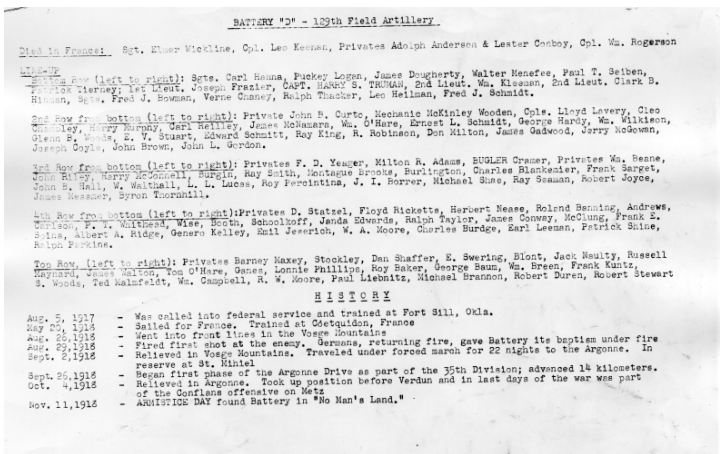 BATTERY "D" - 129th Field Artillery
Died in France: Sgt. Elmer Wickline, Cpl. Leo Keenan, Privates Adolph Andersen & Lester Conboy, Cpl. Wm. Rogerson
LINE-UP
Bottom Row (left to right): Sgts. Carl Hanna, Puckey Logan, James Dougherty, Walter Menefee, Paul T. Seiben,
Patrick Tierney; 1st Lieut. Joseph Frazier, CAPT. HARRY S. TRUMAN, 2nd Lieut. Wm. Kleeman, 2nd Lieut. Clark B.
Hinman, Sgts. Fred J. Bowman, Verne Chaney, Ralph Thacker, Leo Heilman, Fred J. Schmidt.
2nd Row from bottom (left to right): Private John B. Curto, Mechanic McKinley Wooden, Cpls. Lloyd Lavery, Cleo
Harry Murphy, Carl Reilley, James McNamara, Wm. O'Hare, Ernest L. Schmidt, George Hardy, Wm. Wilkison,
Glenn B. Woods, E. V. Stuart, Edward Schmitt, Ray King, R. Robinson, Don Milton, James Gadwood, Jerry McGowan,
Joseph Coyle, John Brown, John L. Gordon.
3rd Row from bottom (left to right): Privates F. D. Yeager, Milton R. Adams, BUGLER Cramer, Privates Wm. Beane,
John Riley, Harry McConnell, Burgin, Ray Smith, Montague Brooks, Burlington, Charles Blankemier, Frank Sarget,
John B. Hall, W. Walthall, L. L. Lucas, Roy Percintina, J. I. Borrer, Michael Shae, Ray Seaman, Robert Joyce,
James Messmer, Byron Thornhill.
4th Row from bottom (left to right):Privates D. Statzel, Floyd Ricketts, Herbert Nease, Roland Banning, Andrews,
Carlson, F. T. Whithead, Wise, Booth, Schoolkoff, Janda Edwards, Ralph Taylor, James Conway, McClung, Frank E.
Spina, Albert A. Ridge, Genero Kelley, Emil Jeserich, W. A. Moore, Charles Burdge, Earl Leeman, Patrick Shine,
Ralph Perkins.
Top Row, (left to right): Privates Barney Maxey, Stockley, Dan Shaffer, E. Swering, Blont, Jack Naulty, Russell
Maynard, James Walton, Tom O'Hare, Ganes, Lonnie Phillips, Roy Baker, George Baum, Wm. Breen, Frank Kuntz,
S. Woods, Ted Malmfeldt, Wm. Campbell, R. W. Moore, Paul Liebnitz, Michael Brannon, Robert Duren, Robert Stewart
HISTORY
Aug. 5, 1917 - Was called into federal service and trained at Fort Sill, Okla.
May 20, 1918 - Sailed for France. Trained at Coetquidon, France
Aug. 26,1918 - Went into front lines in the Vosge Mountains
Aug. 29,1918 - Fired first shot at the enemy. Germans, returning fire, gave Battery its baptism under fire
Sept. 2,1918 - Relieved in Vosge Mountains. Traveled under forced march for 22 nights to the Argonne. In
reserve at St. Mihiel
Sept. 26,1918 - Began first phase of the Argonne Drive as part of the 35th Division; advanced 14 kilometers.
Oct. 4,1918 - Relieved in Argonne. Took up position before Verdun and in last days of the war was part
of the Conflans offensive on Metz
Nov. 11,1918 - ARMISTICE DAY found Battery in "No Man's Land."